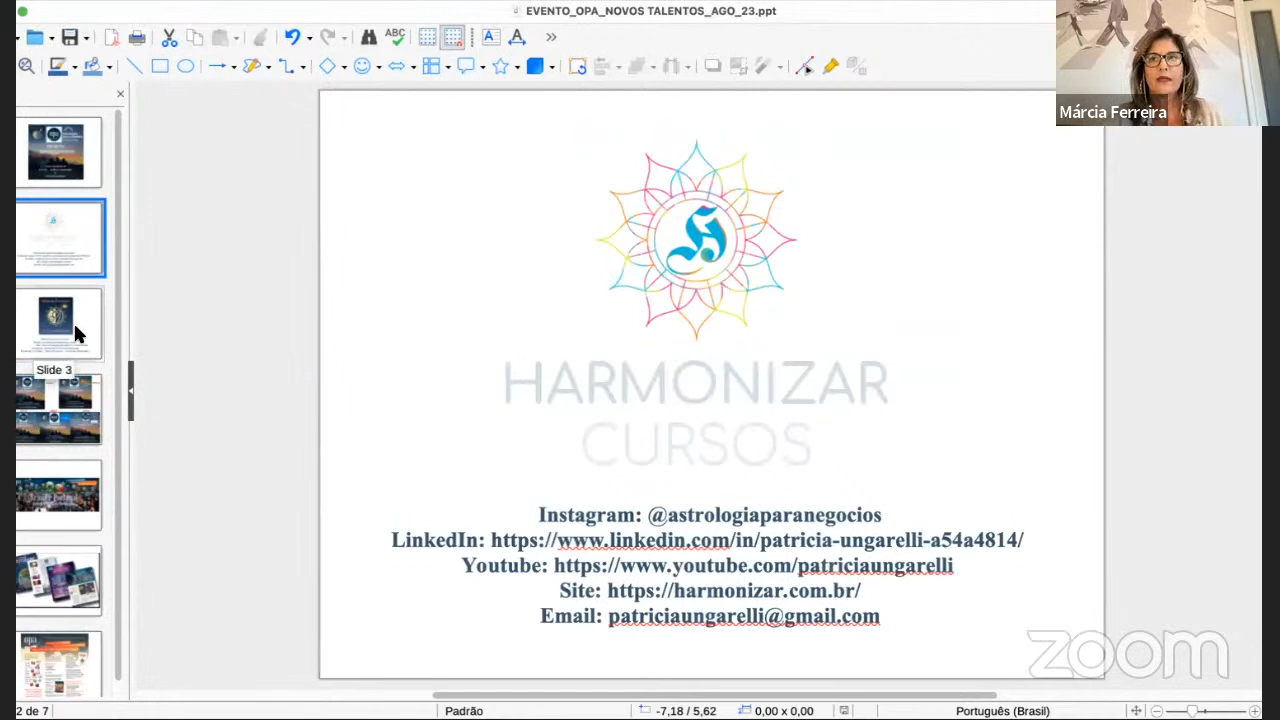 EVENTO_OPA_NOVOS TALENTOS_AGO_23.ppt
ABC
A
A
Márcia Ferreira
Slide 3
opa
HARMONIZAR
CURSOS
Instagram: @astrologiaparanegocios
LinkedIn: https://www.linkedin.com/in/patricia-ungarelli-a54a4814/
Youtube: https://www.youtube.com/patriciaungarelli
Site: https://harmonizar.com.br/
Email: patriciaungarelli@gmail.com
zoom
2 de 7
Padrão
-7,18 / 5,62
0,00 x 0,00
Português (Brasil)